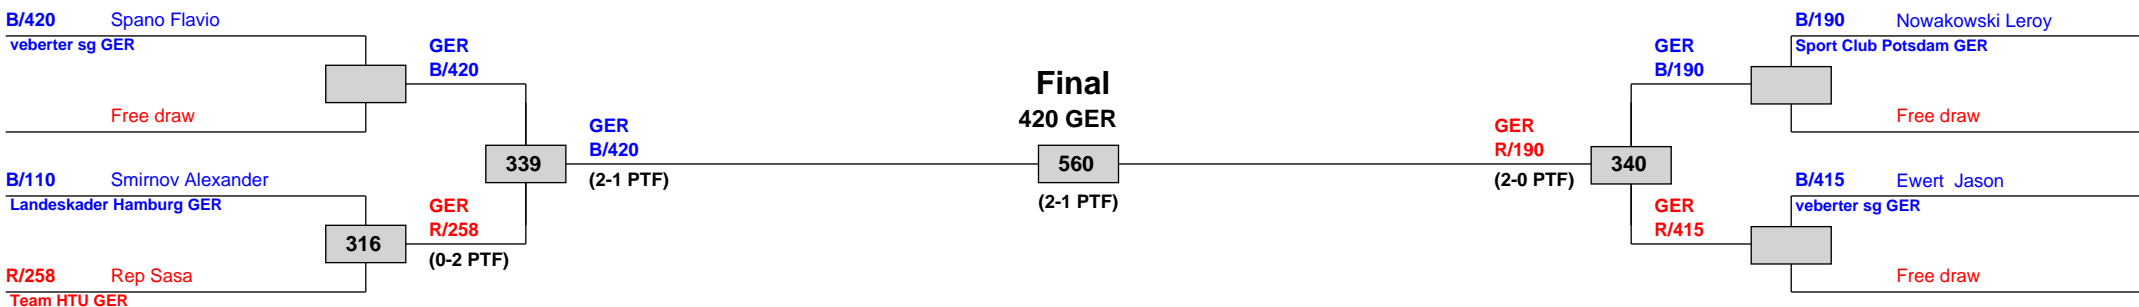 B/420 Spano Flavio
veberter sg GER
Free draw
B/110 Smirnov Alexander
Landeskader Hamburg GER
R/258 Rep Sasa
Team HTU GER
GER
B/420
316
GER
R/258
(0-2 PTF)
339
GER
B/420
(2-1 PTF)
Final
420 GER
560
(2-1 PTF)
GER
R/190
(2-0 PTF)
340
GER
B/190
GER
R/415
B/190 Nowakowski Leroy
Sport Club Potsdam GER
Free draw
B/415 Ewert Jason
veberter sg GER
Free draw